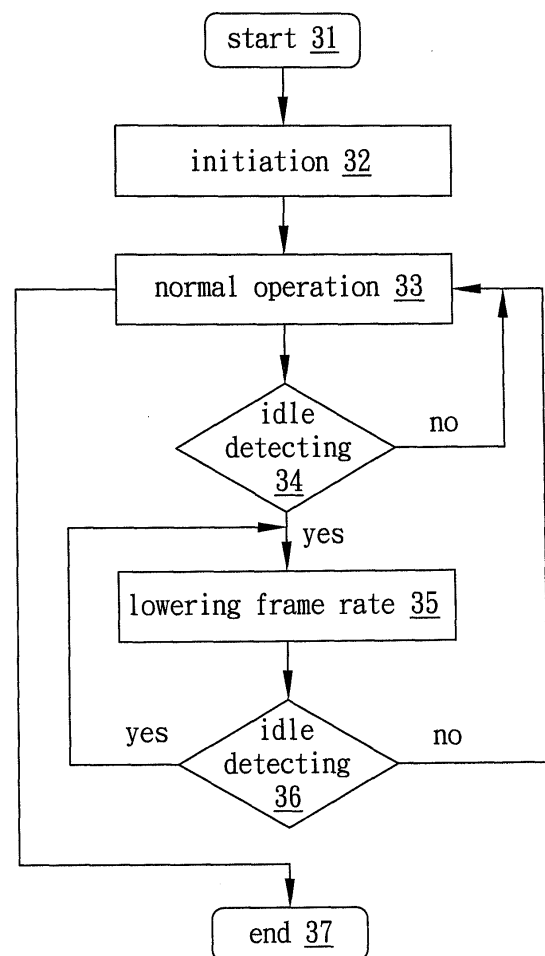 start 31
initiation 32
normal operation 33
idle
detecting
34
no
yes
lowering frame rate 35
yes
idle
detecting
36
no
end 37